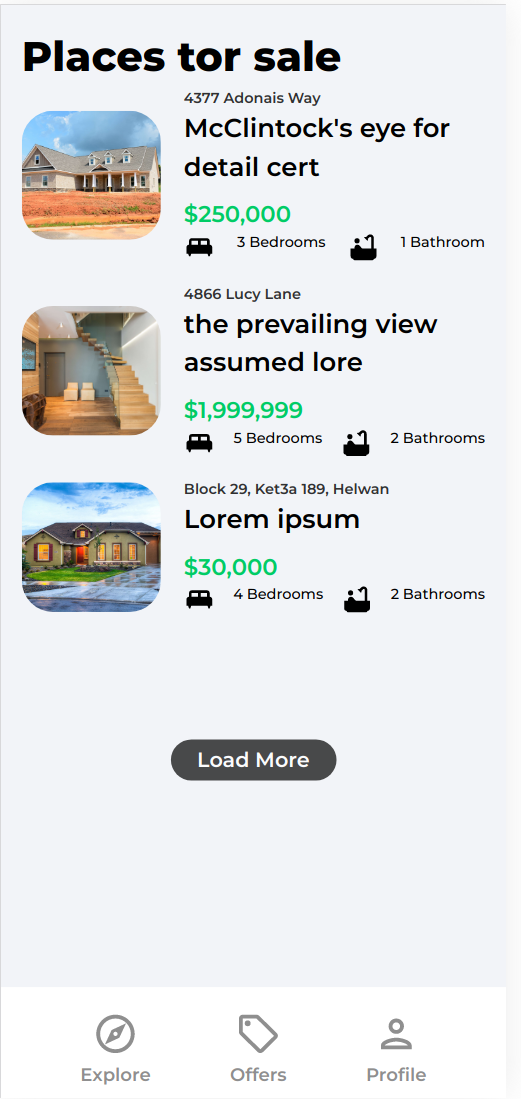 Places tor sale
4377 Adonais Way
McClintock's eye for
detail cert
$250,000
3 Bedrooms 1 Bathroom
4866 Lucy Lane
the prevailing view
assumed lore
$1,999,999
5 Bedrooms 2 Bathrooms
Block 29, Ket3a 189, Helwan
Lorem ipsum
$30,000
4 Bedrooms 2 Bathrooms
Load More
Explore Offers Profile